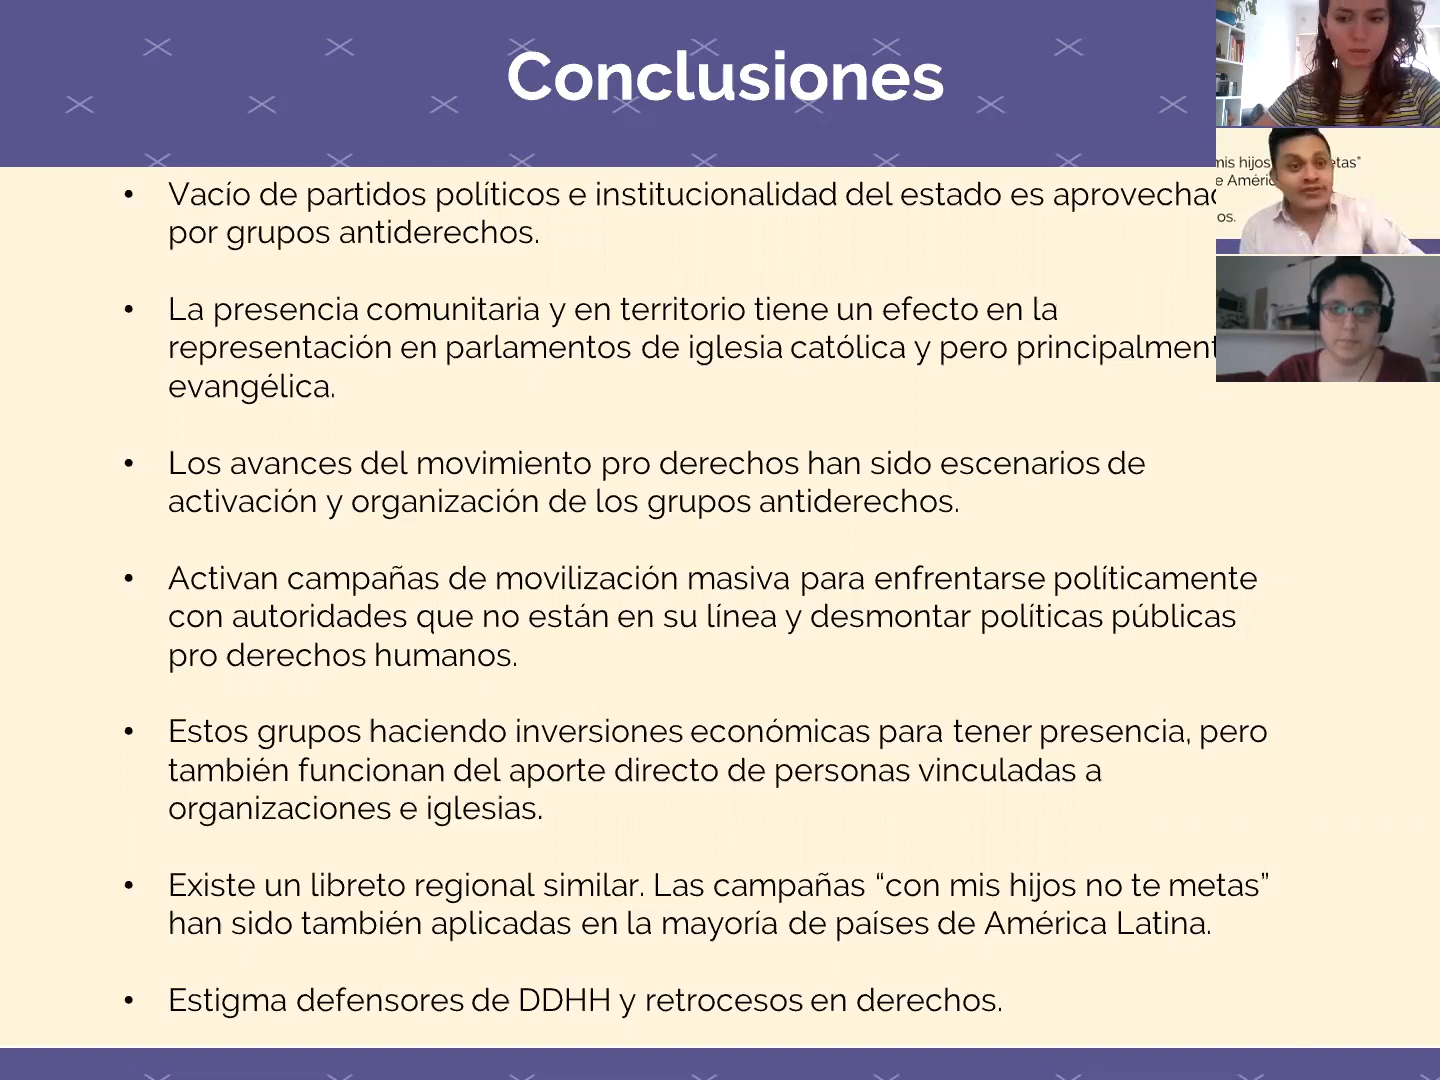 Conclusiones
• Vacío de partidos políticos e institucionalidad del estado es
por grupos antiderechos.
• La presencia comunitaria y en territorio tiene un efecto en la
representación en parlamentos de iglesia católica y pero
evangélica.
• Los avances del movimiento pro derechos han sido escenarios de
activación y organización de los grupos antiderechos.
• Activan campañas de movilización masiva para enfrentarse políticamente
con autoridades que no están en su línea y desmontar políticas públicas
pro derechos humanos.
• Estos grupos haciendo inversiones económicas para tener presencia, pero
también funcionan del aporte directo de personas vinculadas a
organizaciones e iglesias.
• Existe un libreto regional similar. Las campañas “con mis hijos no te metas”
han sido también aplicadas en la mayoría de países de América Latina.
• Estigma defensores de DDHH y retrocesos en derechos.
mis hijos